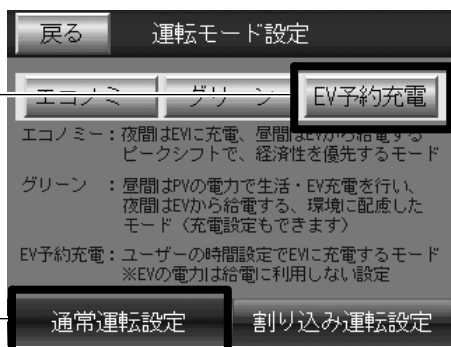 戻る 運転モード設定
エコノミー グリーン EV予約充電
エコノミー：夜間はEVに充電、昼間はEVから給電する
ピークシフトで、経済性を優先するモード
グリーン ：昼間はPVの電力で生活・EV充電を行い、
夜間はEVから給電する、環境に配慮した
モード（充電設定もできます）
EV予約充電：ユーザーの時間設定でEVに充電するモード
※EVの電力は給電に利用しない設定
通常運転設定 割り込み運転設定